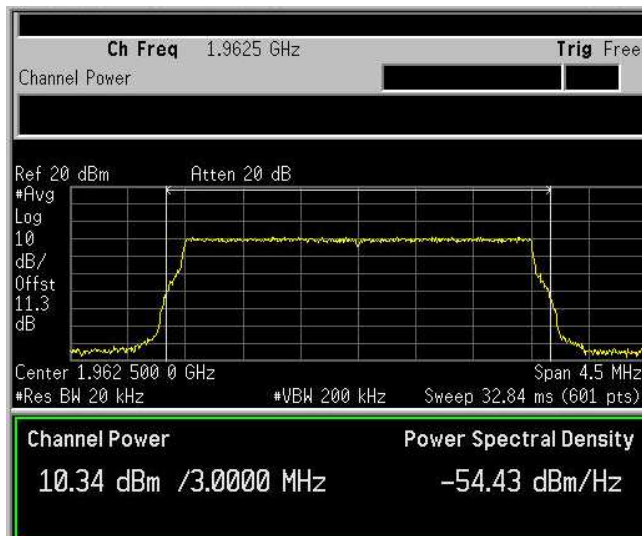 Ch Freq 1.9625 GHz Trig Free
Channel Power
Ref 20 dBm Atten 20 dB
#Avg
Log
10
dB/
Offst
11.3
dB
Center 1.962 500 0 GHz Span 4.5 MHz
#Res BW 20 kHz #VBW 200 kHz Sweep 32.84 ms (601 pts)
Channel Power Power Spectral Density
10.34 dBm /3.0000 MHz -54.43 dBm/Hz